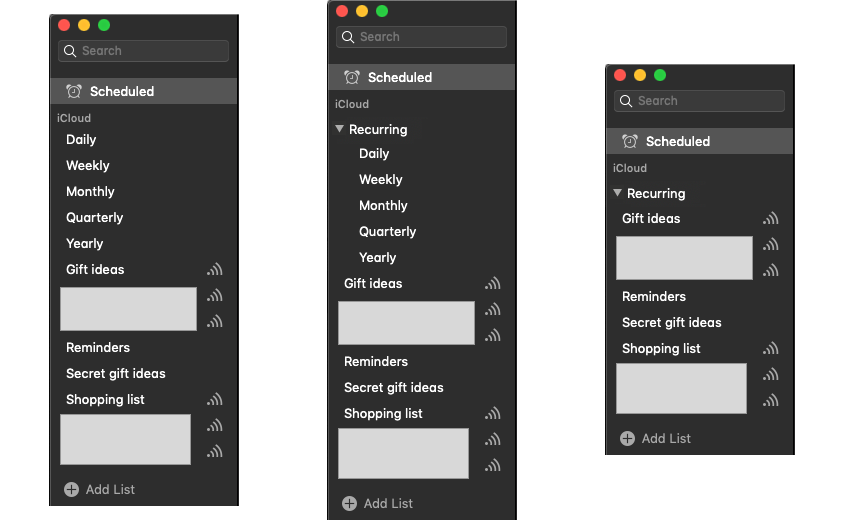 Search
Scheduled
iCloud
Daily
Weekly
Monthly
Quarterly
Yearly
Gift ideas
Reminders
Secret gift ideas
Shopping list
Add List
Search
Scheduled
iCloud
Recurring
Daily
Weekly
Monthly
Quarterly
Yearly
Gift ideas
Reminders
Secret gift ideas
Shopping list
Add List
Search
Scheduled
iCloud
Recurring
Gift ideas
Reminders
Secret gift ideas
Shopping list
Add List